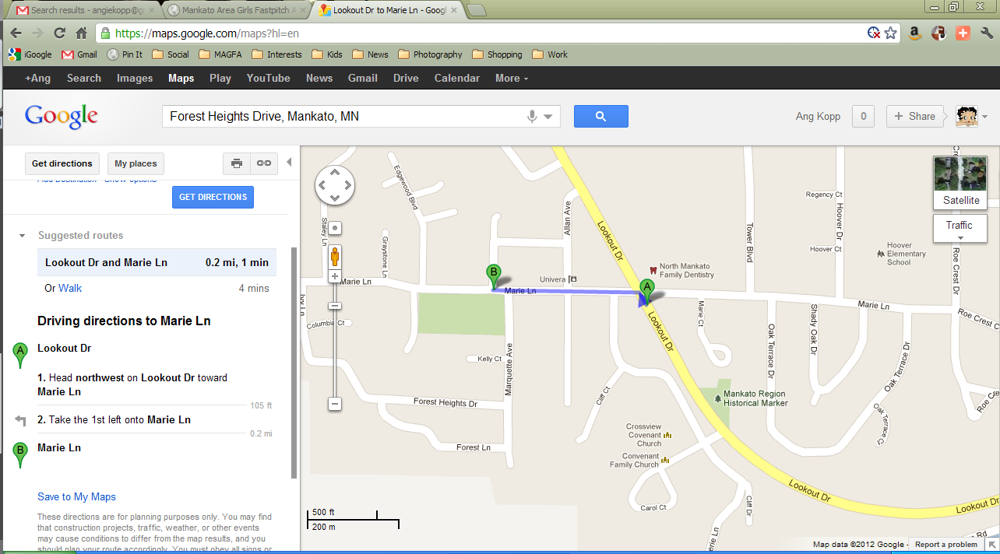 Search results - angiekopp@g
Mankato Area Girls Fastpitch A
Lookout Dr to Marie Ln - Googl
https://maps.google.com/maps?hl=en
iGoogle Gmail Pin It Social MAGFA Interests Kids News Photography Shopping Work
+Ang Search Images Maps Play YouTube News Gmail Drive Calendar More
Google
Forest Heights Drive, Mankato, MN
Ang Kopp 0 + Share
Get directions My places
Add Destination - Show options
GET DIRECTIONS
Suggested routes
Lookout Dr and Marie Ln 0.2 mi, 1 min
Or Walk 4 mins
Driving directions to Marie Ln
A Lookout Dr
1. Head northwest on Lookout Dr toward
Marie Ln
105 ft
2. Take the 1st left onto Marie Ln
0.2 mi
B Marie Ln
Save to My Maps
These directions are for planning purposes only. You may find
that construction projects, traffic, weather, or other events
may cause conditions to differ from the map results, and you
should plan your route accordingly. You must obey all signs or
Satellite
Traffic
Edgewood Blvd
Staley Ln
Graystone Ln
Allan Ave
Lookout Dr
Tower Blvd
Regency Ct
Hoover Dr
Hoover Ct
Hoover
Elementary
School
Roe Crest Dr
North Mankato
Family Dentistry
Univera
B
A
Marie Ln
Marie Ln
Marie Ln
Columbia Ct
Kelly Ct
Marquette Ave
Lookout Dr
Marie Ct
Oak Terrace Dr
Shady Oak Dr
Oak Terrace Dr
Roe Crest C
Forest Heights Dr
Cliff Ct
Mankato Region
Historical Marker
Oak Terrace Ct
Roe Cre
Forest Ln
Crossview
Covenant
Church
Convenant
Family Church
Carol Ct
Cliff Dr
Lookout Dr
Lookout Dr
500 ft
200 m
Map data ©2012 Google - Report a problem